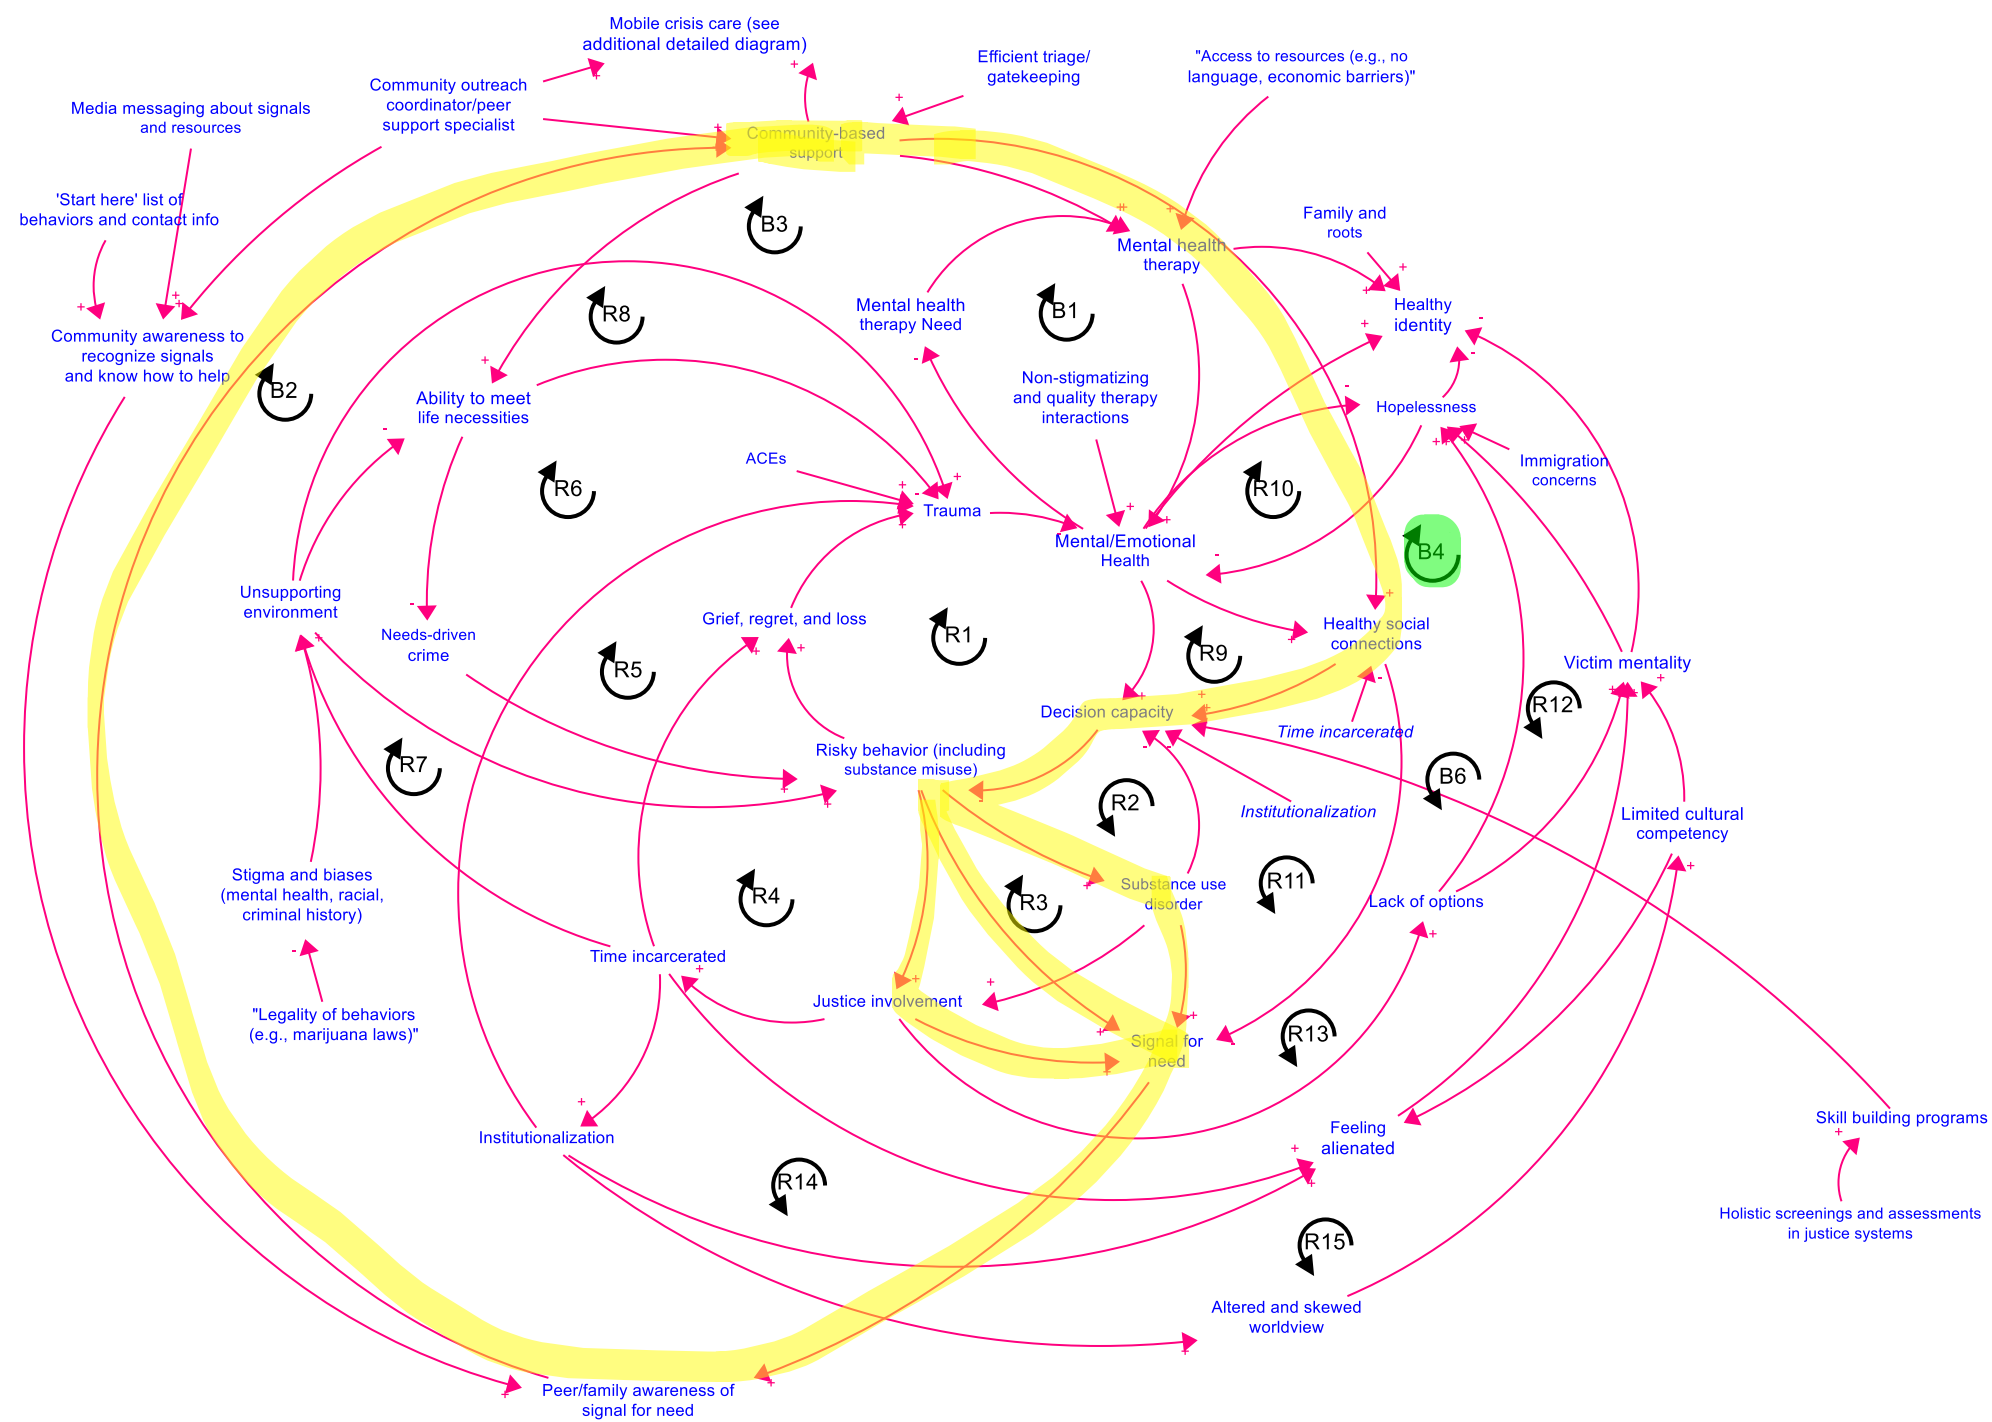 Mobile crisis care (see
additional detailed diagram)
Efficient triage/
gatekeeping
"Access to resources (e.g., no
language, economic barriers)"
Community outreach
coordinator/peer
support specialist
Media messaging about signals
and resources
Community-based
support
'Start here' list of
behaviors and contact info
B3
Mental health
therapy
Family and
roots
Healthy
identity
Mental health
therapy Need
B1
R8
Community awareness to
recognize signals
and know how to help
B2
Ability to meet
life necessities
Non-stigmatizing
and quality therapy
interactions
Hopelessness
Immigration
concerns
ACEs
R6
R10
Trauma
Mental/Emotional
Health
B4
Unsupporting
environment
Needs-driven
crime
Grief, regret, and loss
R1
Healthy social
connections
R9
R5
Victim mentality
R12
Decision capacity
Time incarcerated
Risky behavior (including
substance misuse)
R7
R2
B6
Institutionalization
Limited cultural
competency
Stigma and biases
(mental health, racial,
criminal history)
R4
R3
Substance use
disorder
R11
Lack of options
Time incarcerated
Justice involvement
"Legality of behaviors
(e.g., marijuana laws)"
Signal for
need
R13
Institutionalization
Feeling
alienated
Skill building programs
R14
Holistic screenings and assessments
in justice systems
R15
Altered and skewed
worldview
Peer/family awareness of
signal for need